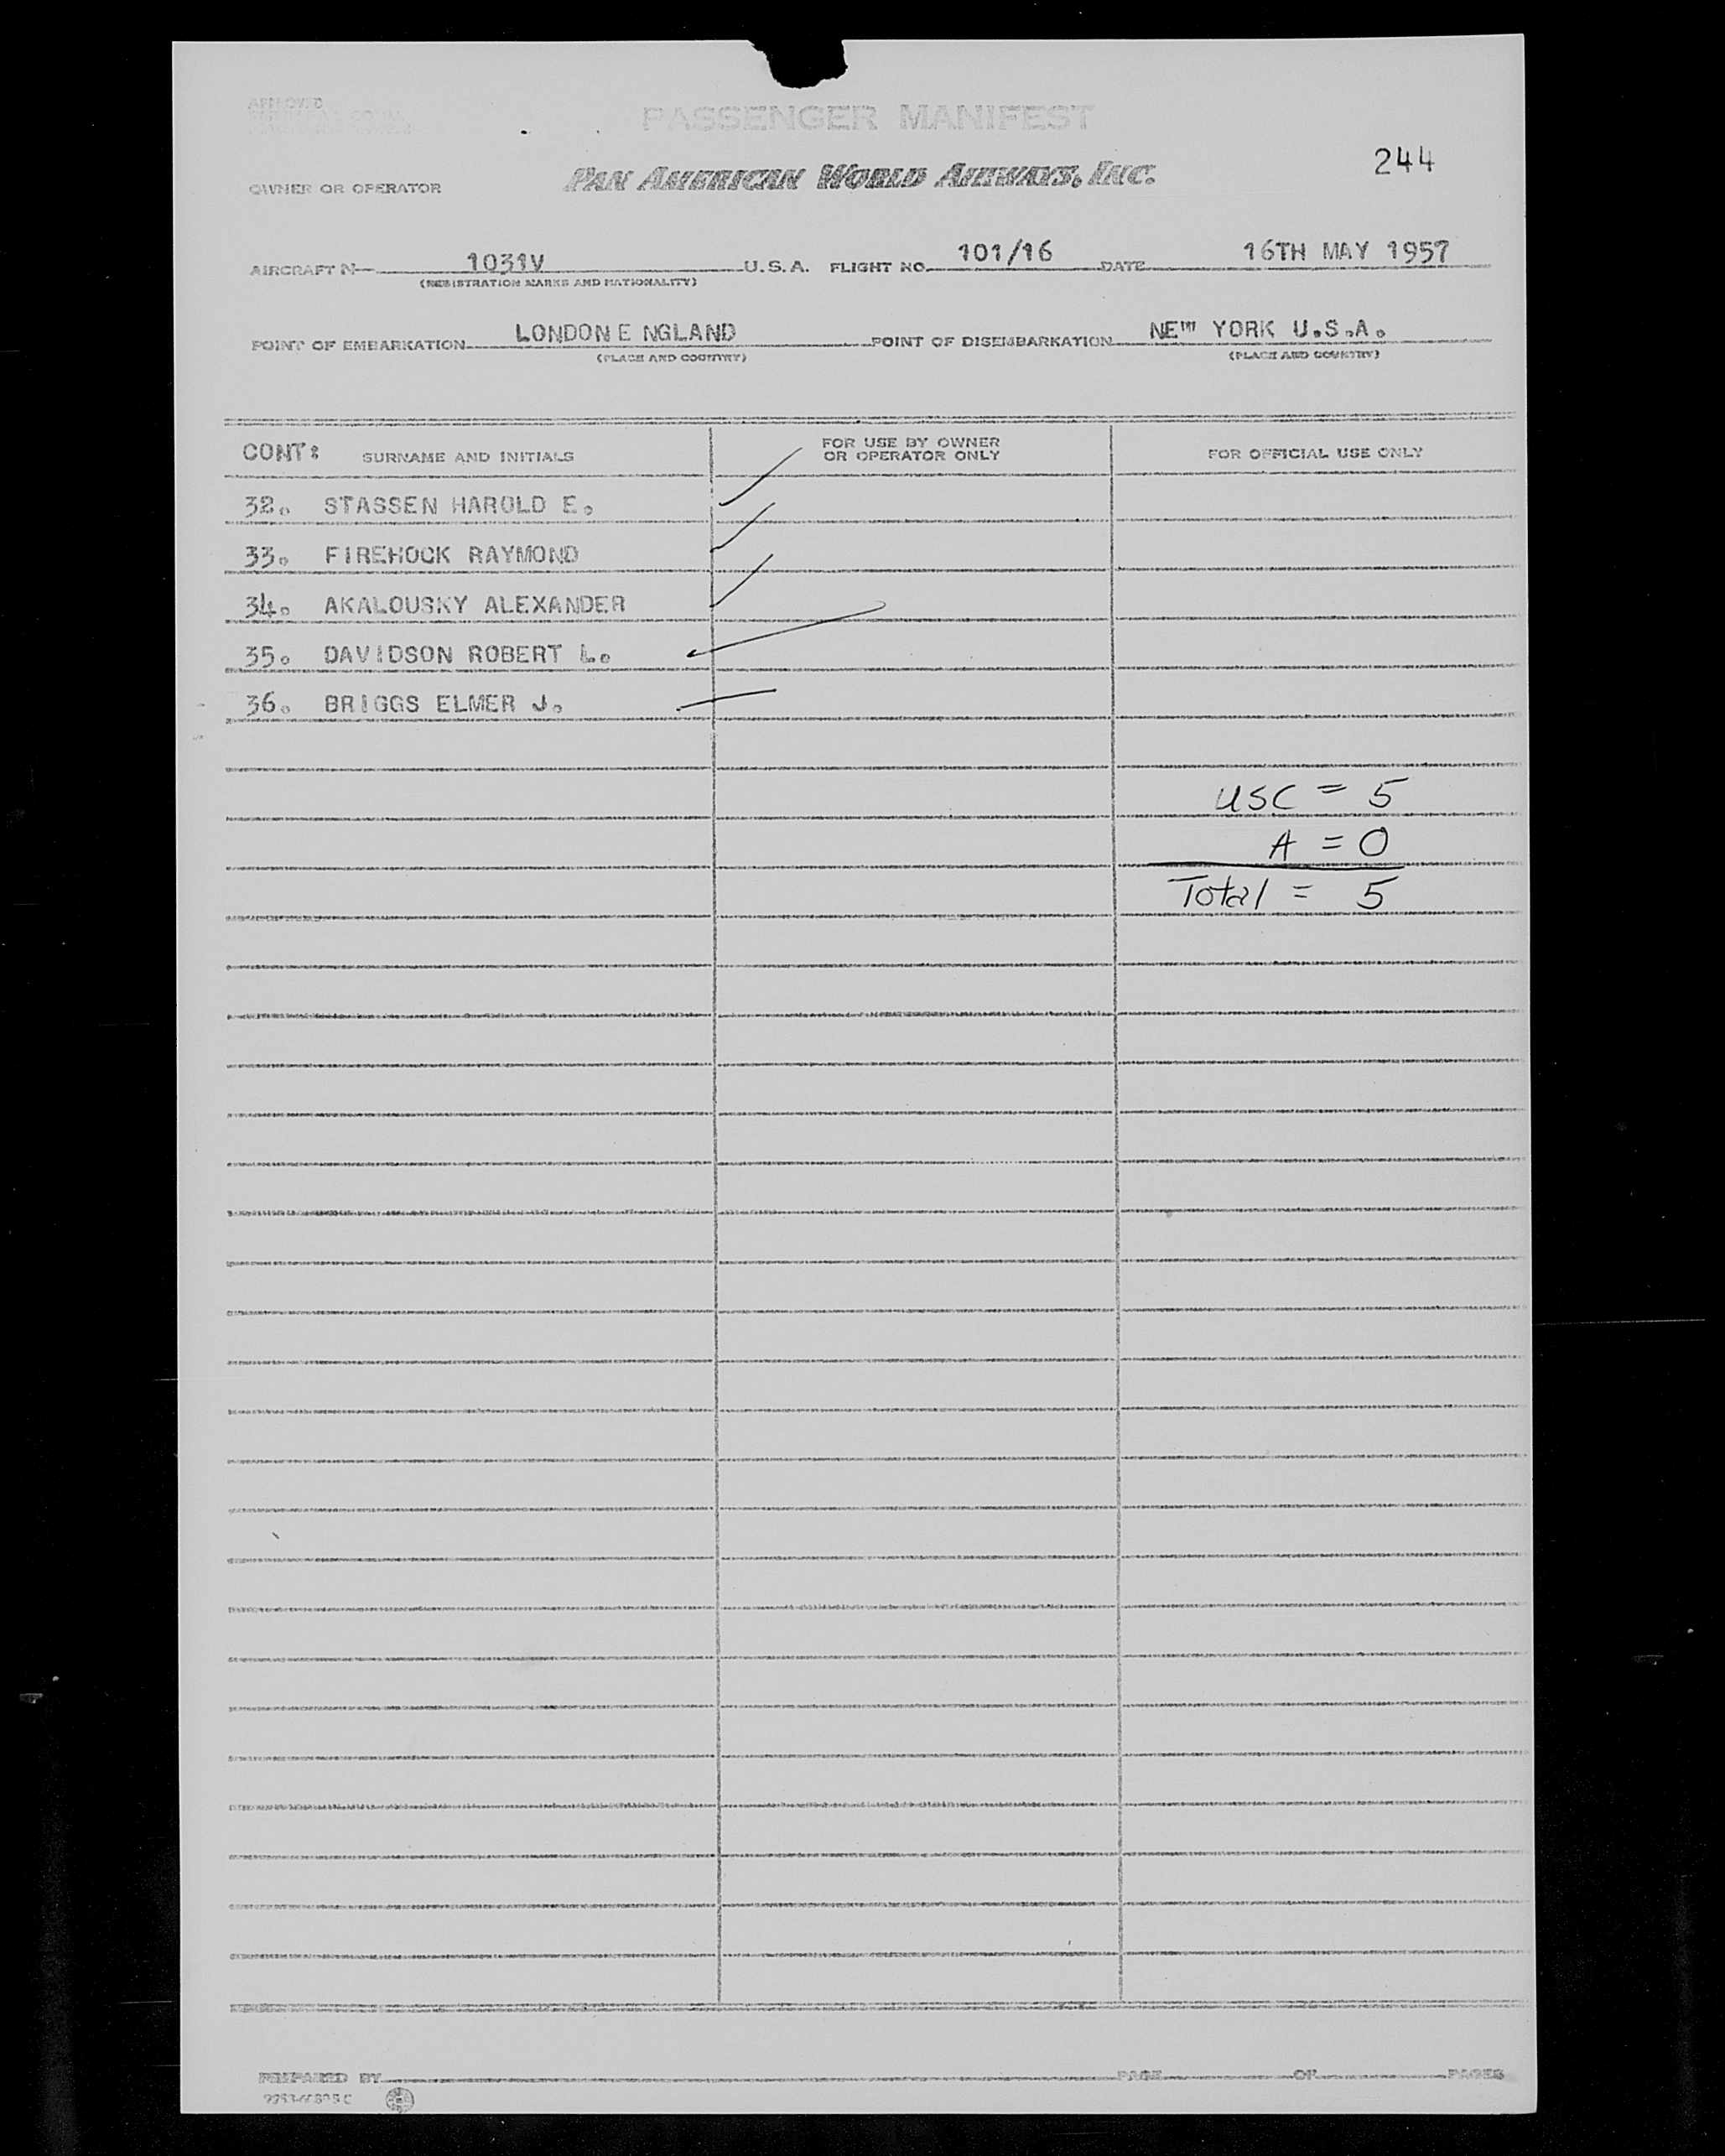 APPROVED
PASSENGER MANIFEST
244
OWNER OR OPERATOR PAN AMERICAN WORLD AIRWAYS, INC.
AIRCRAFT N 1031V U.S.A. FLIGHT NO. 101/16 DATE 16TH MAY 1957
(REGISTRATION MARKS AND NATIONALITY)
POINT OF EMBARKATION LONDON E NGLAND POINT OF DISEMBARKATION NEW YORK U.S.A.
(PLACE AND COUNTRY) (PLACE AND COUNTRY)
CONT: SURNAME AND INITIALS FOR USE BY OWNER OR OPERATOR ONLY FOR OFFICIAL USE ONLY
32. STASSEN HAROLD E.
33. FIREHOCK RAYMOND
34. AKALOUSKY ALEXANDER
35. DAVIDSON ROBERT L.
36. BRIGGS ELMER J.
USC = 5
A = 0
Total = 5
PREPARED BY PAGE OF PAGES